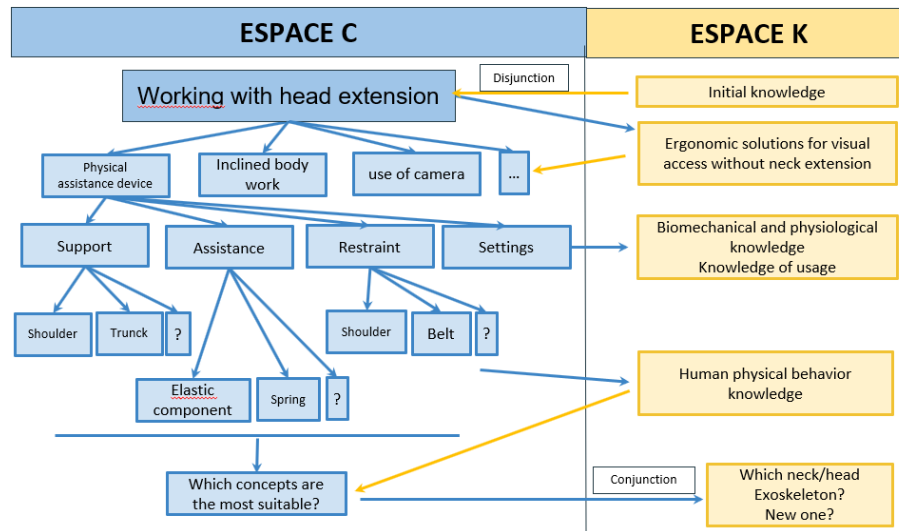 ESPACE C
ESPACE K
Disjunction
Working with head extension
Initial knowledge
Ergonomic solutions for visual
access without neck extension
Physical
assistance device
Inclined body
work
use of camera
...
Support
Assistance
Restraint
Settings
Biomechanical and physiological
knowledge
Knowledge of usage
Shoulder
Trunck
?
Shoulder
Belt
?
Elastic
component
Spring
?
Human physical behavior
knowledge
Which concepts are
the most suitable?
Conjunction
Which neck/head
Exoskeleton?
New one?